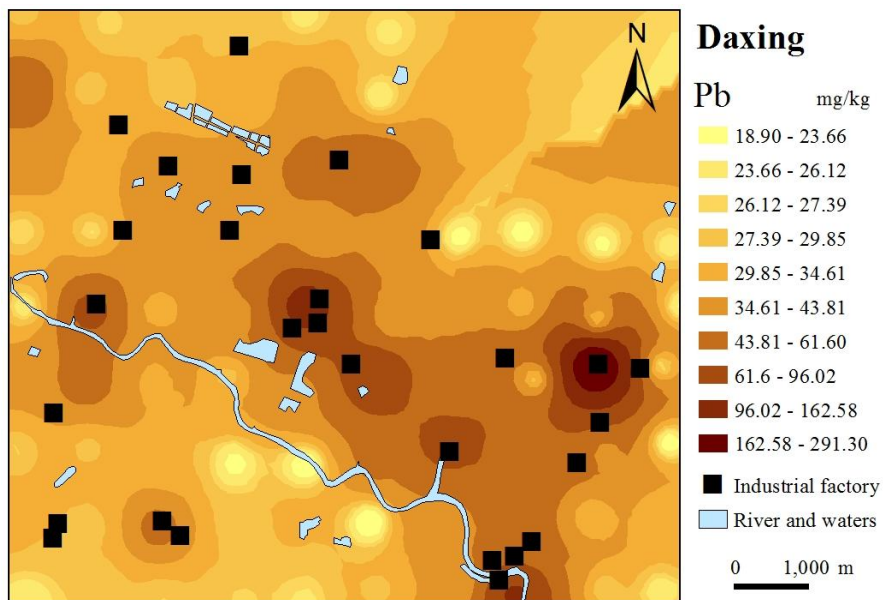 N
Daxing
Pb mg/kg
18.90 - 23.66
23.66 - 26.12
26.12 - 27.39
27.39 - 29.85
29.85 - 34.61
34.61 - 43.81
43.81 - 61.60
61.6 - 96.02
96.02 - 162.58
162.58 - 291.30
Industrial factory
River and waters
0 1,000 m